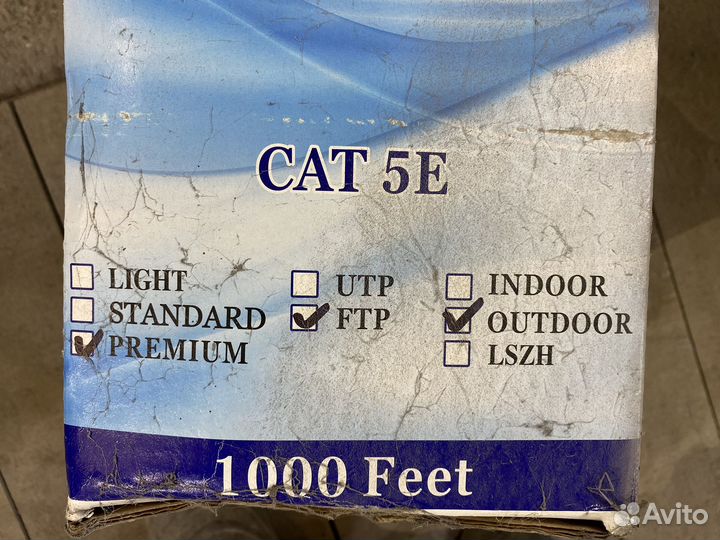 CAT 5E
LIGHT UTP INDOOR
STANDARD FTP OUTDOOR
PREMIUM LSZH
1000 Feet
Avito